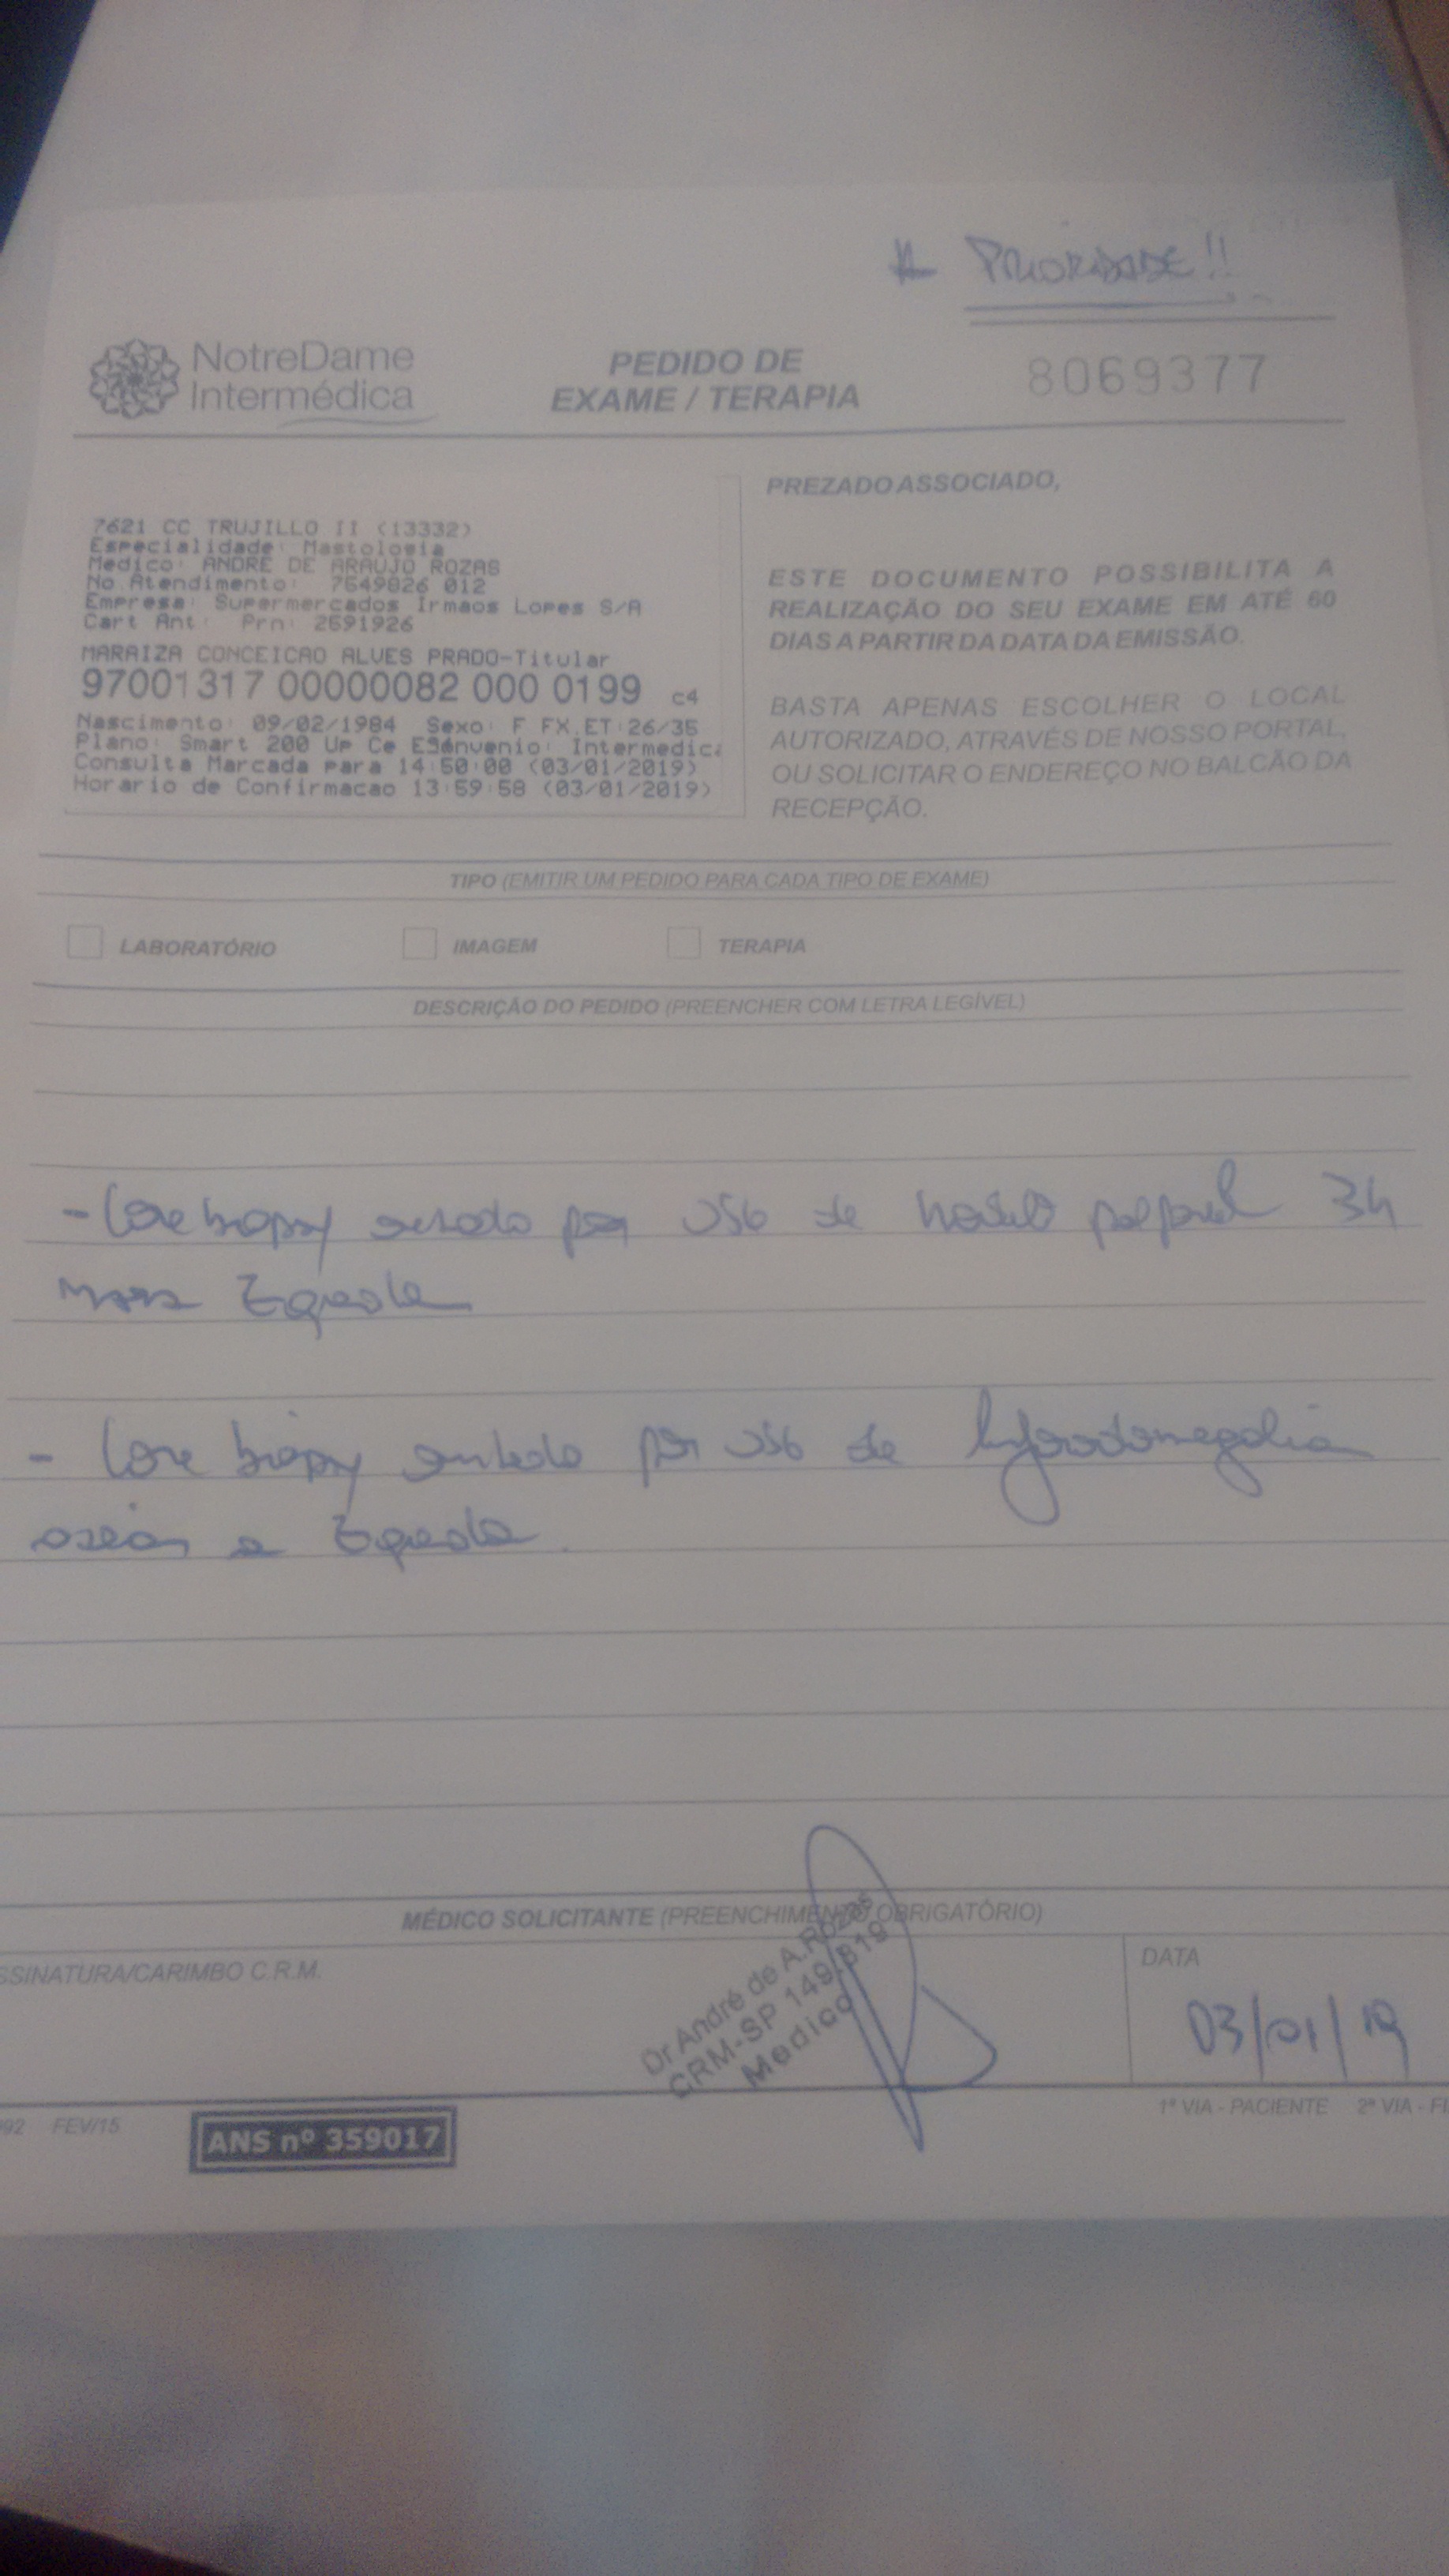 * PRIORIDADE!!
NotreDame
Intermédica
PEDIDO DE
EXAME / TERAPIA
8069377
7621 CC TRUJILLO II (13332)
Especialidade: Mastologia
Medico: ANDRE DE ARAUJO ROZAS
No.Atendimento: 7549826 012
Empresa: Supermercados Irmaos Lopes S/A
Cart Ant.: Prn: 2591926
MARAIZA CONCEICAO ALVES PRADO-Titular
97001317 00000082 000 0199 c4
Nascimento: 09/02/1984 Sexo: F FX.ET:26/35
Plano: Smart 200 Up Ce Intermedica
Consulta Marcada para 14:50:00 (03/01/2019)
Horario de Confirmacao 13:59:58 (03/01/2019)
PREZADO ASSOCIADO,
ESTE DOCUMENTO POSSIBILITA A
REALIZAÇÃO DO SEU EXAME EM ATÉ 60
DIAS A PARTIR DA DATA DA EMISSÃO.
BASTA APENAS ESCOLHER O LOCAL
AUTORIZADO, ATRAVÉS DE NOSSO PORTAL,
OU SOLICITAR O ENDEREÇO NO BALCÃO DA
RECEPÇÃO.
TIPO (EMITIR UM PEDIDO PARA CADA TIPO DE EXAME)
LABORATÓRIO IMAGEM TERAPIA
DESCRIÇÃO DO PEDIDO (PREENCHER COM LETRA LEGÍVEL)
- Core biopsy guiado por USG de nódulo palpável 3h
mama Esquerda
- Core biopsy guiado por USG de linfonodomegalia
axilar a Esquerda.
MÉDICO SOLICITANTE (PREENCHIMENTO OBRIGATÓRIO)
SSINATURA/CARIMBO C.R.M.
Dr André de A. Rozas
CRM-SP 149.819
Medico
DATA
03/01/19
992 FEV/15
ANS nº 359017
1ª VIA - PACIENTE 2ª VIA - FI